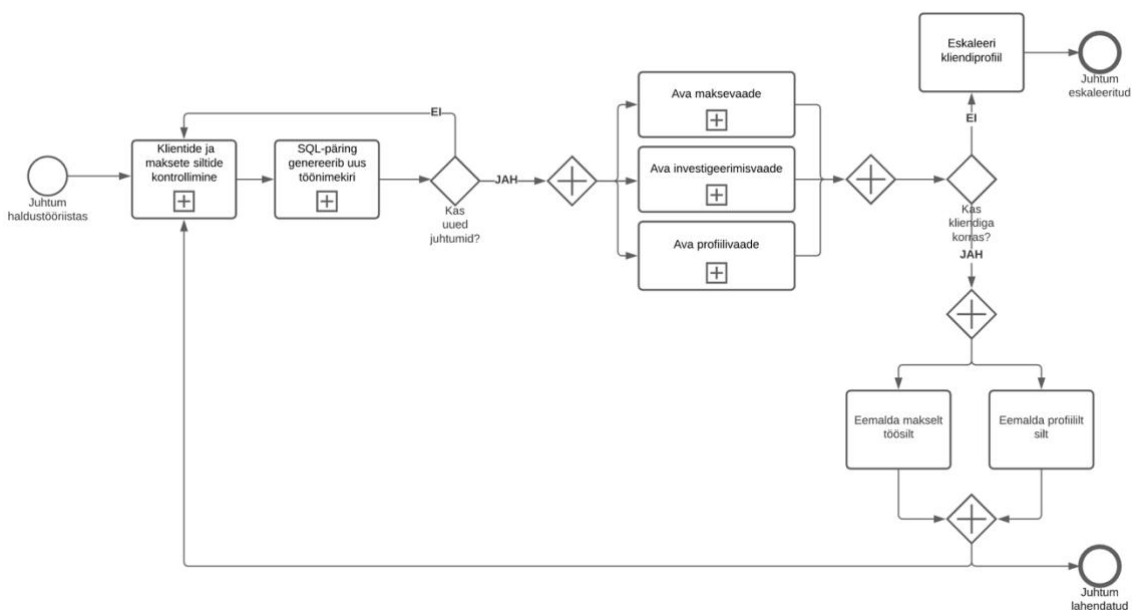 Eskaleeri
kliendiprofiil
Juhtum
eskaleeritud
EI
EI
Ava maksevaade
Klientide ja
maksete siltide
kontrollimine
SQL-päring
genereerib uus
töönimekiri
JAH
Ava investigeerimisvaade
Juhtum
haldustööriistas
Kas
uued
juhtumid?
Kas
kliendiga
korras?
JAH
Ava profiilivaade
Eemalda makselt
töösilt
Eemalda profiililt
silt
Juhtum
lahendatud